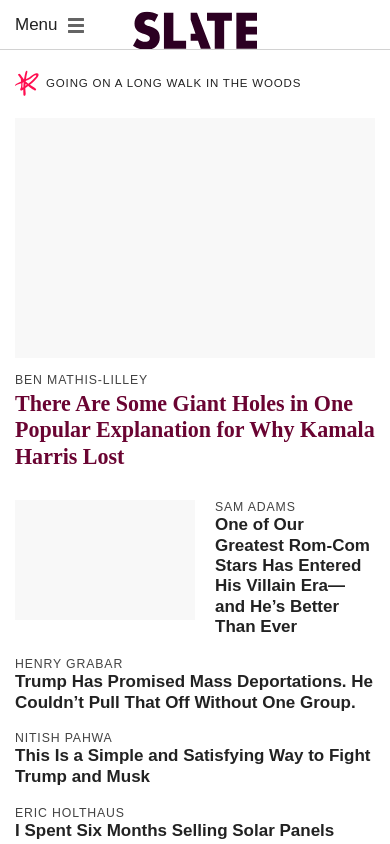 Menu
SLATE
GOING ON A LONG WALK IN THE WOODS
BEN MATHIS-LILLEY
There Are Some Giant Holes in One
Popular Explanation for Why Kamala
Harris Lost
SAM ADAMS
One of Our
Greatest Rom-Com
Stars Has Entered
His Villain Era—
and He’s Better
Than Ever
HENRY GRABAR
Trump Has Promised Mass Deportations. He
Couldn’t Pull That Off Without One Group.
NITISH PAHWA
This Is a Simple and Satisfying Way to Fight
Trump and Musk
ERIC HOLTHAUS
I Spent Six Months Selling Solar Panels